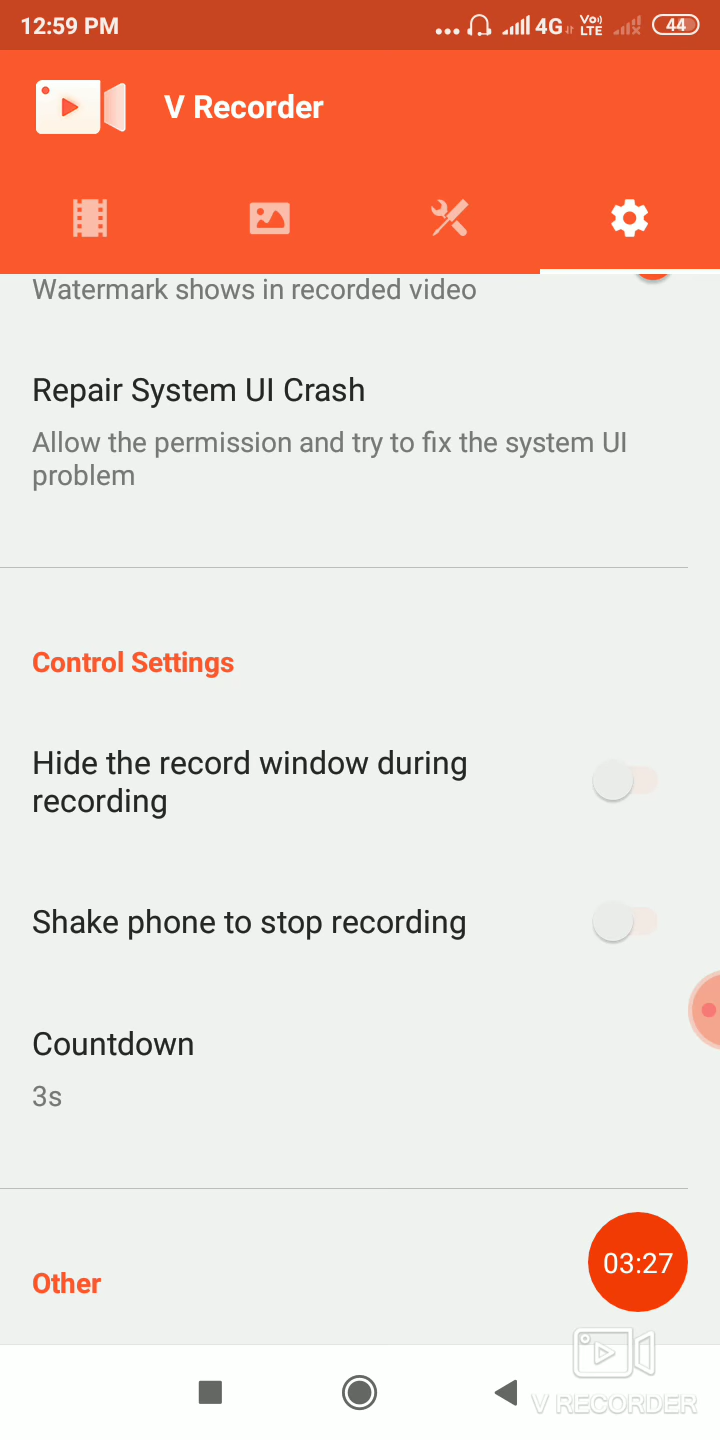 12:59 PM
4G
Vo)) LTE
44
V Recorder
Watermark shows in recorded video
Repair System UI Crash
Allow the permission and try to fix the system UI
problem
Control Settings
Hide the record window during
recording
Shake phone to stop recording
Countdown
3s
03:27
Other
V RECORDER